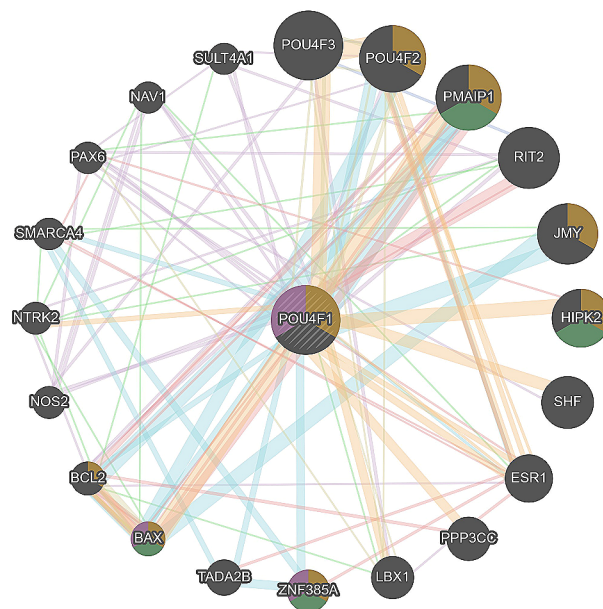 POU4F3
POU4F2
SULT4A1
PMAIP1
NAV1
PAX6
RIT2
SMARCA4
JMY
NTRK2
POU4F1
HIPK2
NOS2
SHF
BCL2
ESR1
BAX
PPP3CC
TADA2B
ZNF385A
LBX1